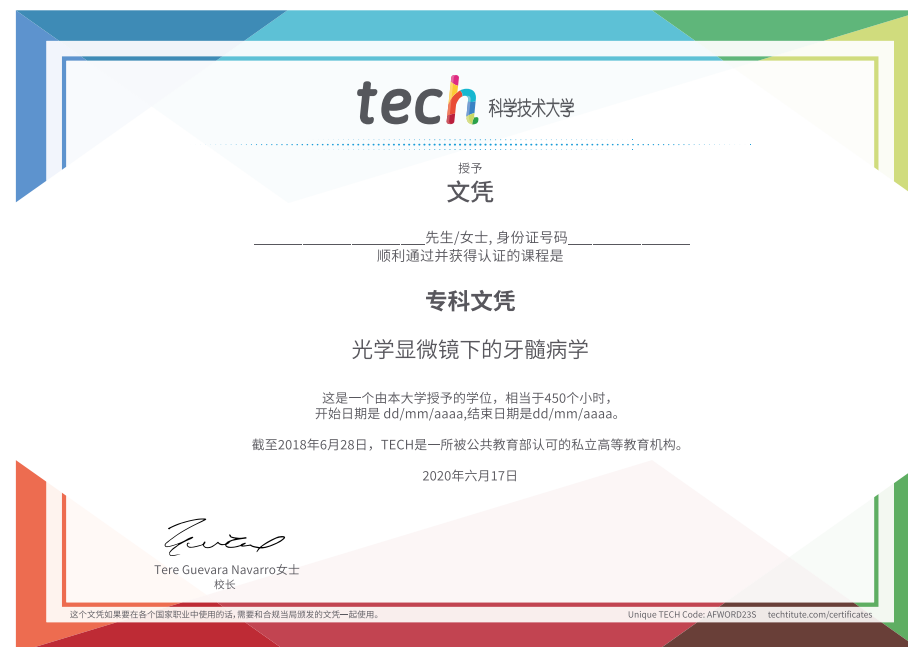 tech 科学技术大学
授予
文凭
先生/女士, 身份证号码
顺利通过并获得认证的课程是
专科文凭
光学显微镜下的牙髓病学
这是一个由本大学授予的学位，相当于450个小时，
开始日期是 dd/mm/aaaa,结束日期是dd/mm/aaaa。
截至2018年6月28日，TECH是一所被公共教育部认可的私立高等教育机构。
2020年六月17日
Tere Guevara Navarro女士
校长
这个文凭如果要在各个国家职业中使用的话,需要和合规当局颁发的文凭一起使用。
Unique TECH Code: AFWORD23S techtitute.com/certificates